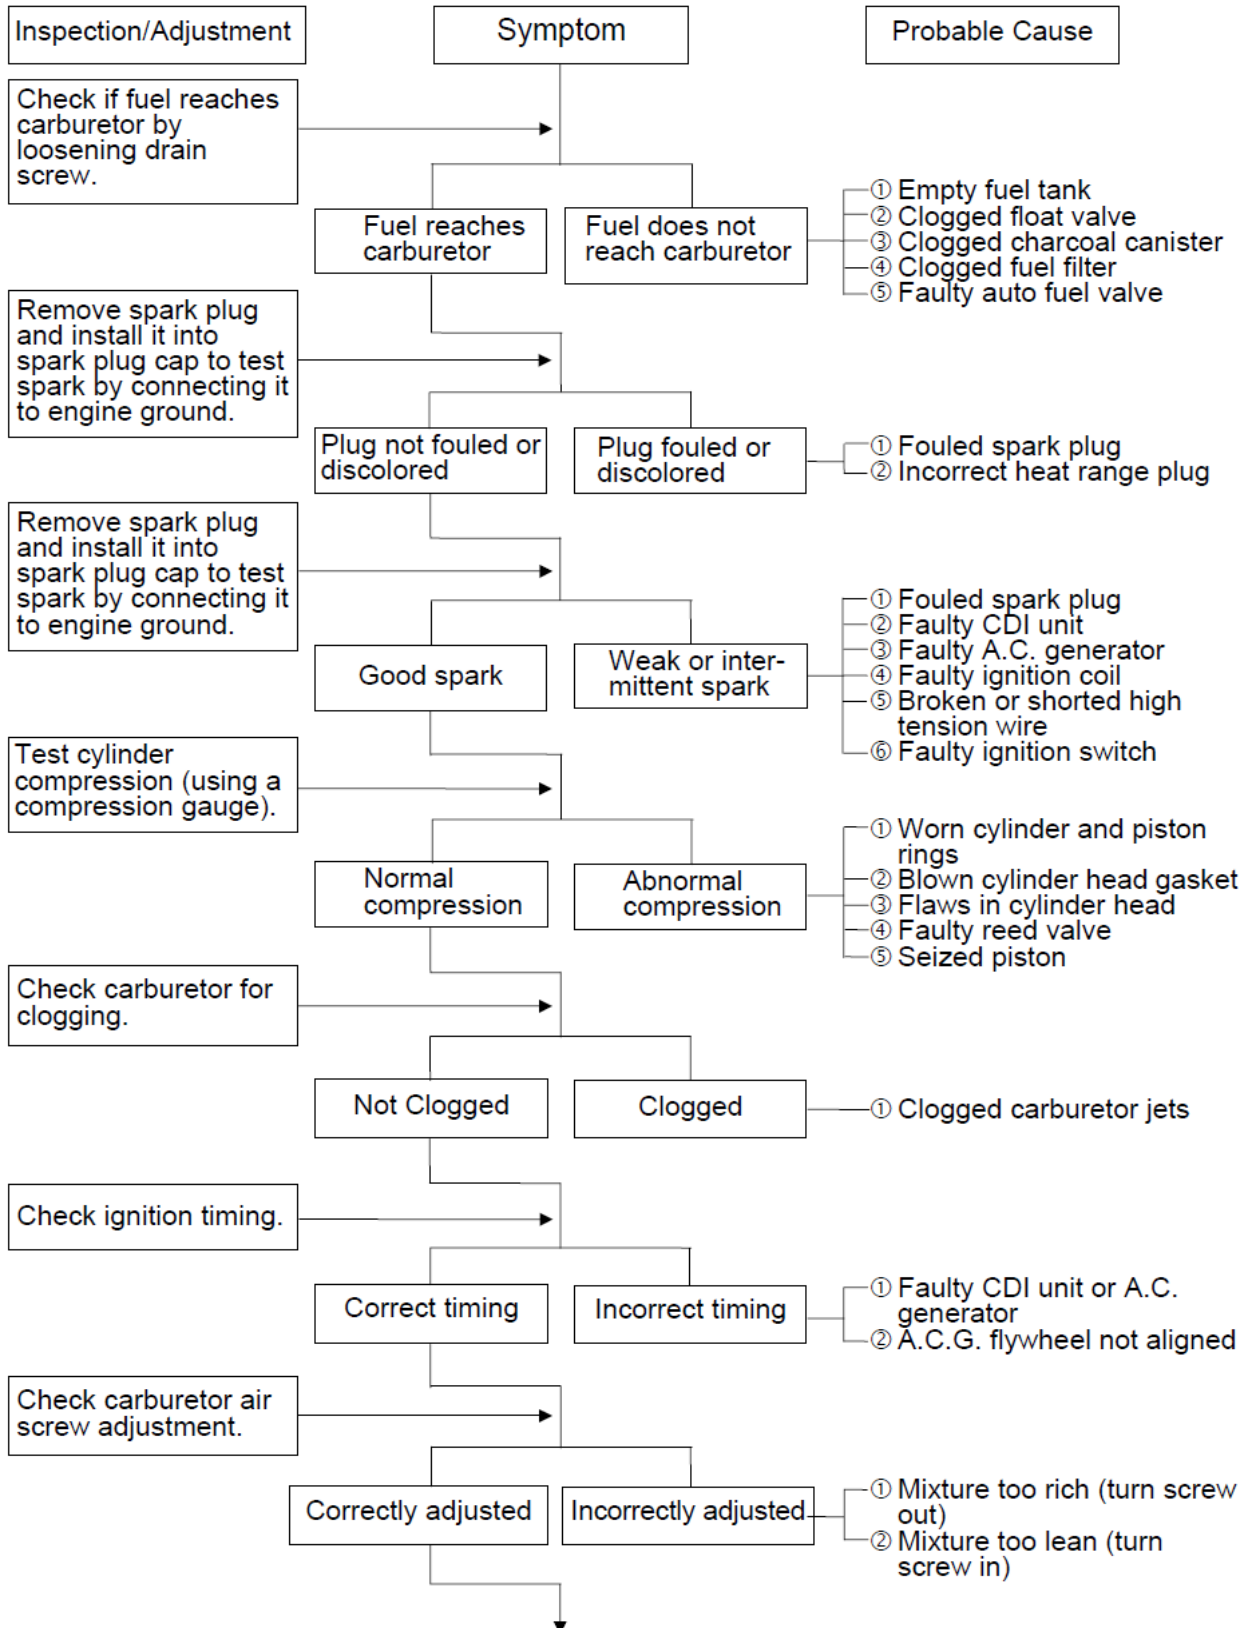 Inspection/Adjustment
Symptom
Probable Cause
Check if fuel reaches
carburetor by
loosening drain
screw.
Fuel reaches
carburetor
Fuel does not
reach carburetor
① Empty fuel tank
② Clogged float valve
③ Clogged charcoal canister
④ Clogged fuel filter
⑤ Faulty auto fuel valve
Remove spark plug
and install it into
spark plug cap to test
spark by connecting it
to engine ground.
Plug not fouled or
discolored
Plug fouled or
discolored
① Fouled spark plug
② Incorrect heat range plug
Remove spark plug
and install it into
spark plug cap to test
spark by connecting it
to engine ground.
Good spark
Weak or inter-
mittent spark
① Fouled spark plug
② Faulty CDI unit
③ Faulty A.C. generator
④ Faulty ignition coil
⑤ Broken or shorted high
tension wire
⑥ Faulty ignition switch
Test cylinder
compression (using a
compression gauge).
Normal
compression
Abnormal
compression
① Worn cylinder and piston
rings
② Blown cylinder head gasket
③ Flaws in cylinder head
④ Faulty reed valve
⑤ Seized piston
Check carburetor for
clogging.
Not Clogged
Clogged
① Clogged carburetor jets
Check ignition timing.
Correct timing
Incorrect timing
① Faulty CDI unit or A.C.
generator
② A.C.G. flywheel not aligned
Check carburetor air
screw adjustment.
Correctly adjusted
Incorrectly adjusted
① Mixture too rich (turn screw
out)
② Mixture too lean (turn
screw in)